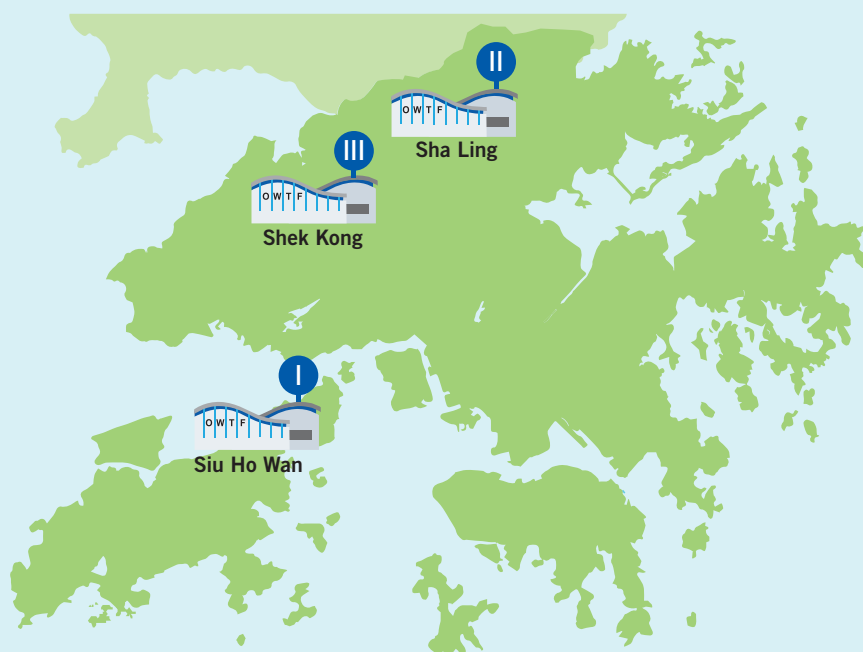 II
OWTF
Sha Ling
III
OWTF
Shek Kong
I
OWTF
Siu Ho Wan